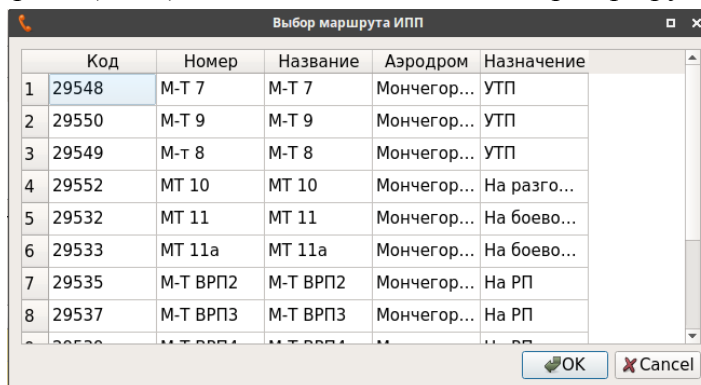 Выбор маршрута ИПП
Код Номер Название Аэродром Назначение
1 29548 М-Т 7 М-Т 7 Мончегор... УТП
2 29550 М-Т 9 М-Т 9 Мончегор... УТП
3 29549 М-т 8 М-Т 8 Мончегор... УТП
4 29552 МТ 10 МТ 10 Мончегор... На разго...
5 29532 МТ 11 МТ 11 Мончегор... На боево...
6 29533 МТ 11а МТ 11а Мончегор... На боево...
7 29535 М-Т ВРП2 М-Т ВРП2 Мончегор... На РП
8 29537 М-Т ВРП3 М-Т ВРП3 Мончегор... На РП
OK Cancel